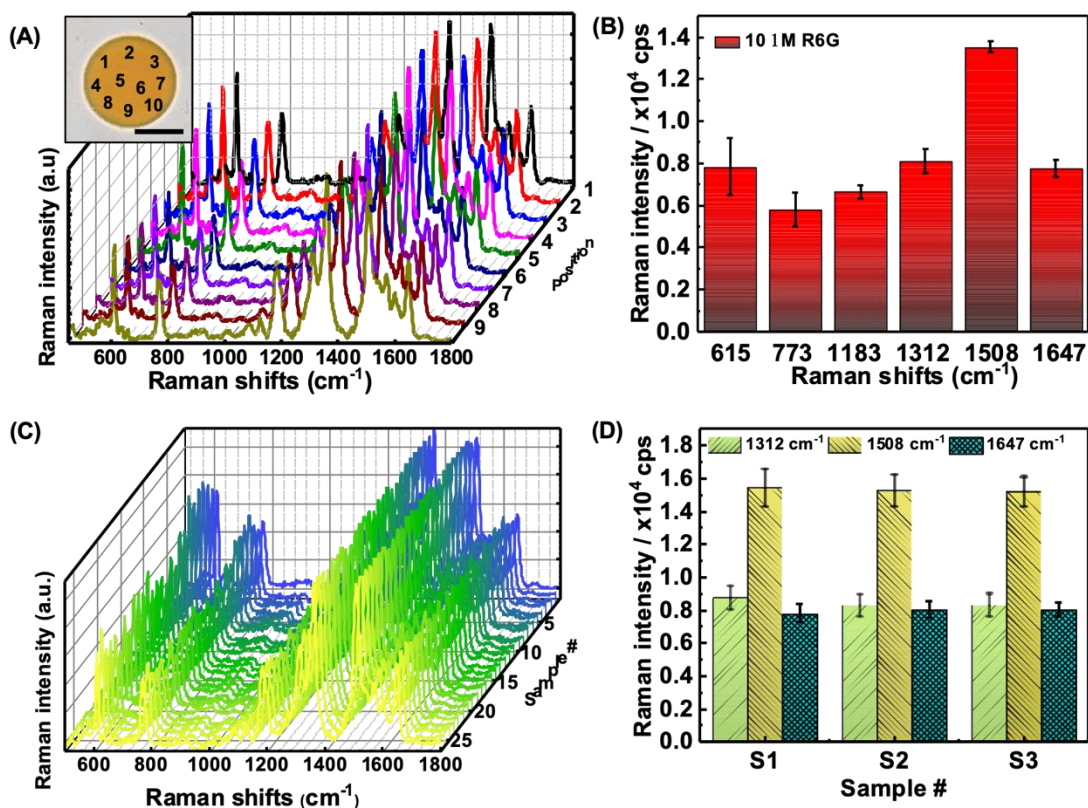 (A)
1 2 3
4 5 6 7
8 9 10
Raman intensity (a.u)
600 800 1000 1200 1400 1600 1800
Raman shifts (cm⁻¹)
1
2
3
4
5
6
7
8
9
Position
(B)
10 1M R6G
Raman intensity / x10⁴ cps
1.4
1.2
1.0
0.8
0.6
0.4
0.2
0.0
615 773 1183 1312 1508 1647
Raman shifts (cm⁻¹)
(C)
Raman intensity (a.u.)
600 800 1000 1200 1400 1600 1800
Raman shifts (cm⁻¹)
5
10
15
20
25
Sample #
(D)
1312 cm⁻¹ 1508 cm⁻¹ 1647 cm⁻¹
Raman intensity / x10⁴ cps
1.8
1.6
1.4
1.2
1.0
0.8
0.6
0.4
0.2
0.0
S1 S2 S3
Sample #